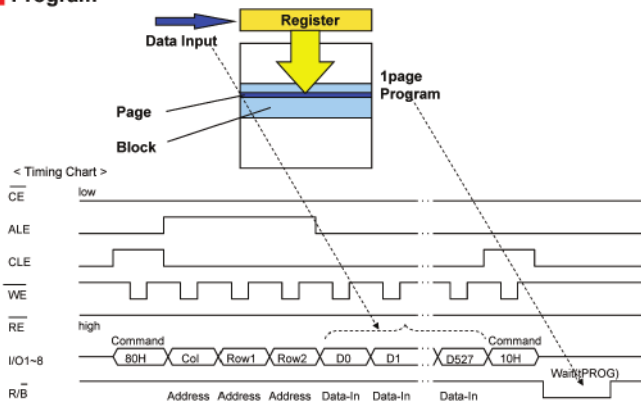 Program
Register
Data Input
1page
Program
Page
Block
< Timing Chart >
CE low
ALE
CLE
WE
RE high
Command Command
I/O1~8 80H Col Row1 Row2 D0 D1 D527 10H
Wait(tPROG)
R/B Address Address Address Data-In Data-In Data-In